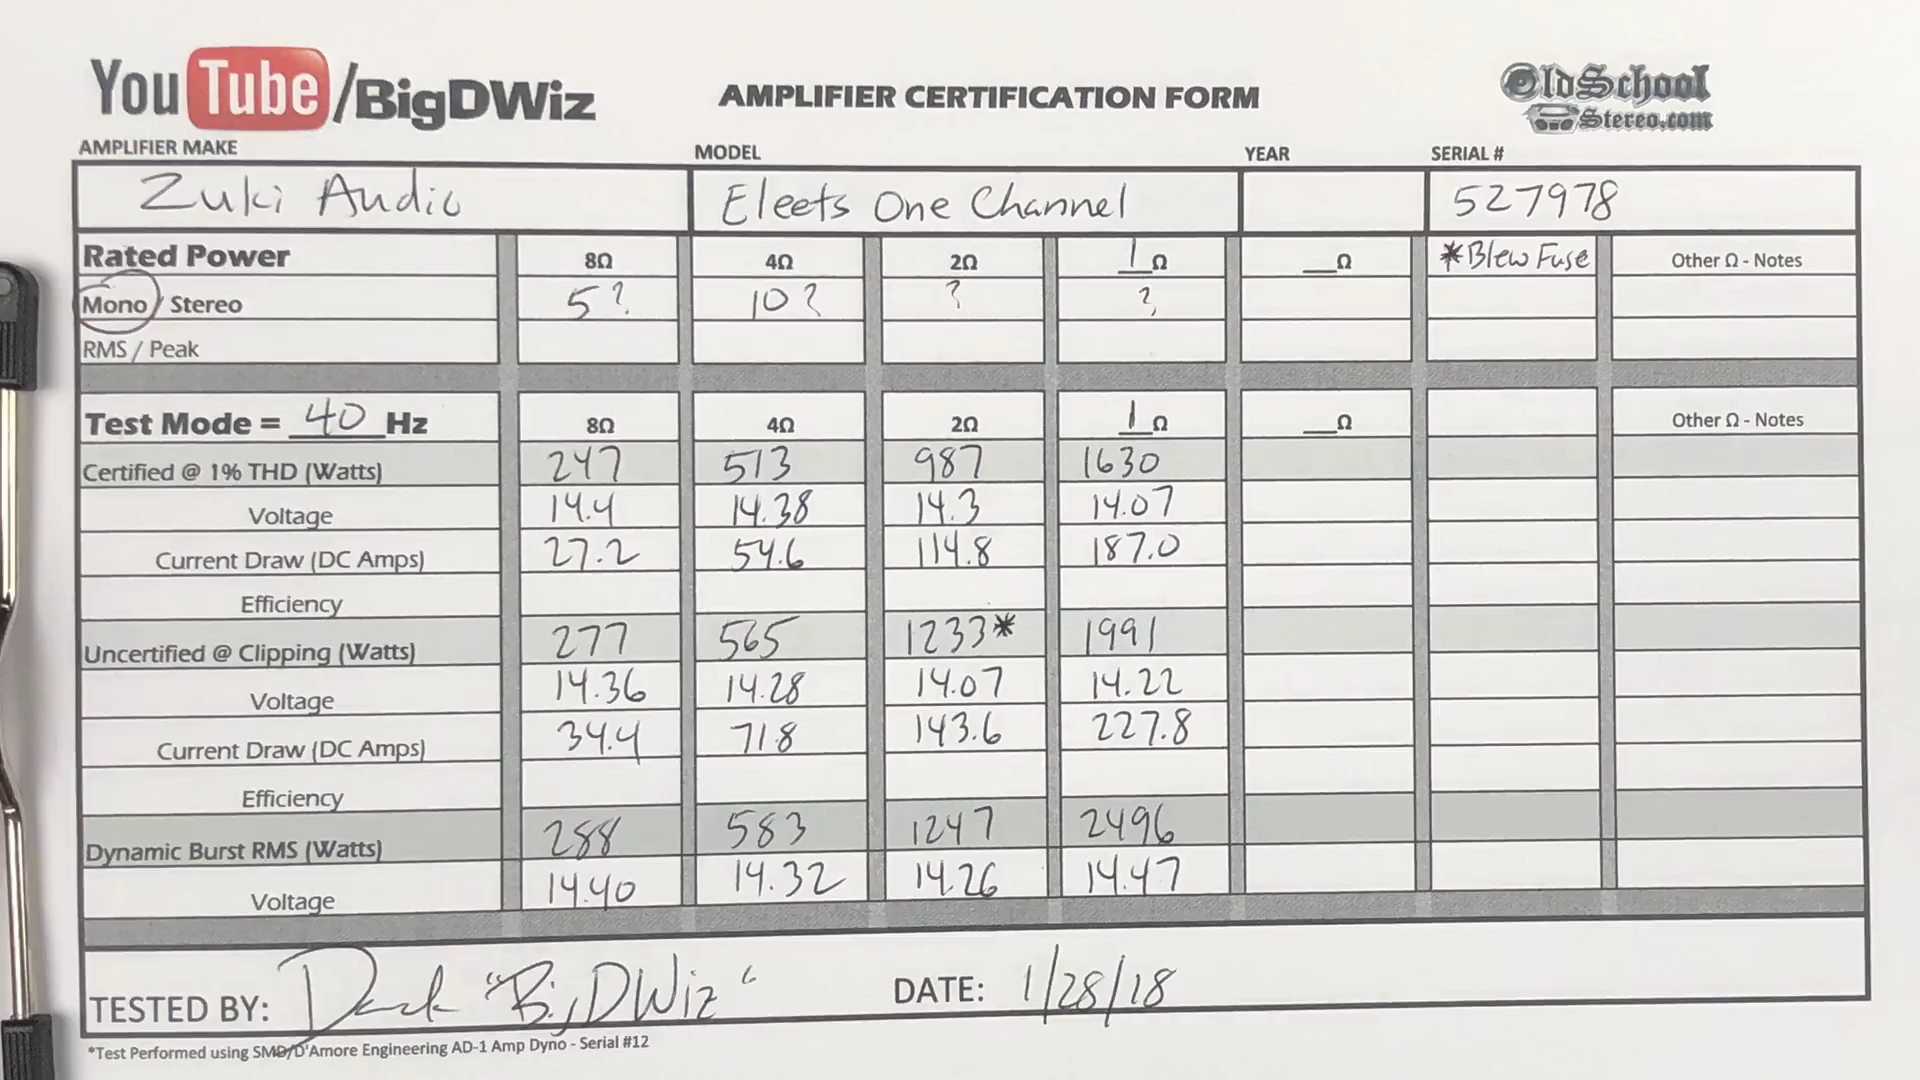 YouTube/BigDWiz AMPLIFIER CERTIFICATION FORM OldSchool Stereo.com
AMPLIFIER MAKE MODEL YEAR SERIAL #
Zuki Audio Eleets One Channel 527978
Rated Power 8Ω 4Ω 2Ω 1Ω __Ω *Blew Fuse Other Ω - Notes
Mono / Stereo 5? 10? ? ?
RMS / Peak
Test Mode = 40 Hz 8Ω 4Ω 2Ω 1Ω __Ω Other Ω - Notes
Certified @ 1% THD (Watts) 247 513 987 1630
Voltage 14.4 14.38 14.3 14.07
Current Draw (DC Amps) 27.2 54.6 114.8 187.0
Efficiency
Uncertified @ Clipping (Watts) 277 565 1233* 1991
Voltage 14.36 14.28 14.07 14.22
Current Draw (DC Amps) 34.4 71.8 143.6 227.8
Efficiency
Dynamic Burst RMS (Watts) 288 583 1247 2496
Voltage 14.40 14.32 14.26 14.47
TESTED BY: "BigDWiz" DATE: 1/28/18
*Test Performed using SMD/D'Amore Engineering AD-1 Amp Dyno - Serial #12